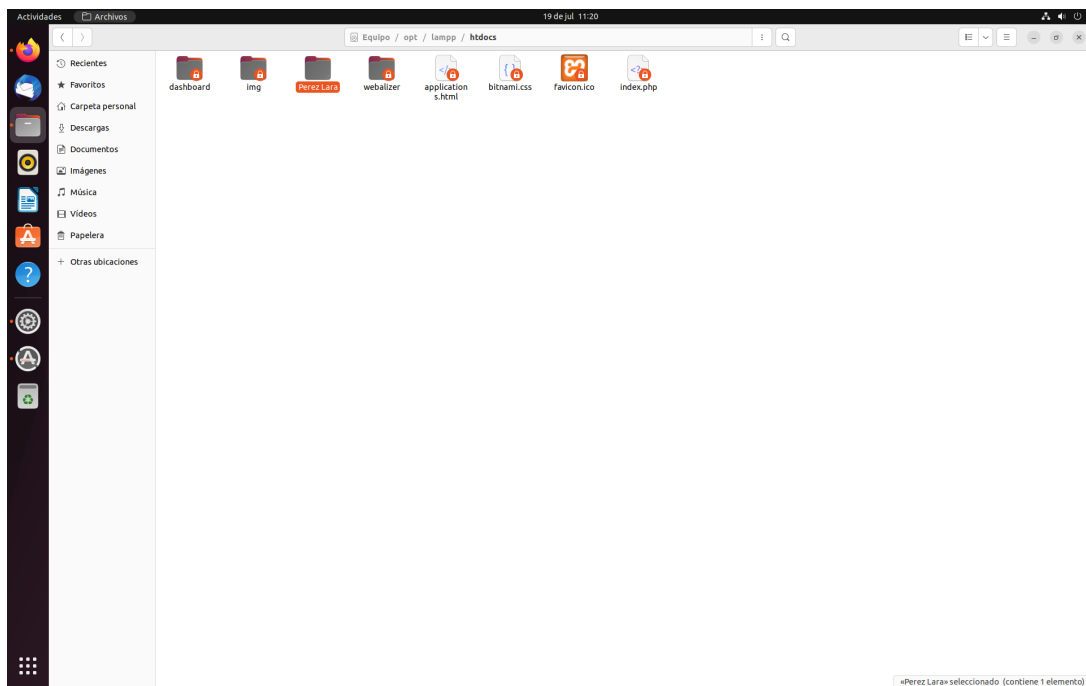 Actividades Archivos 19 de jul 11:20
Equipo / opt / lampp / htdocs
Recientes
Favoritos
Carpeta personal
Descargas
Documentos
Imágenes
Música
Vídeos
Papelera
+ Otras ubicaciones
dashboard img Perez Lara webalizer application bitnami.css favicon.ico index.php
s.html
«Perez Lara» seleccionado (contiene 1 elemento)